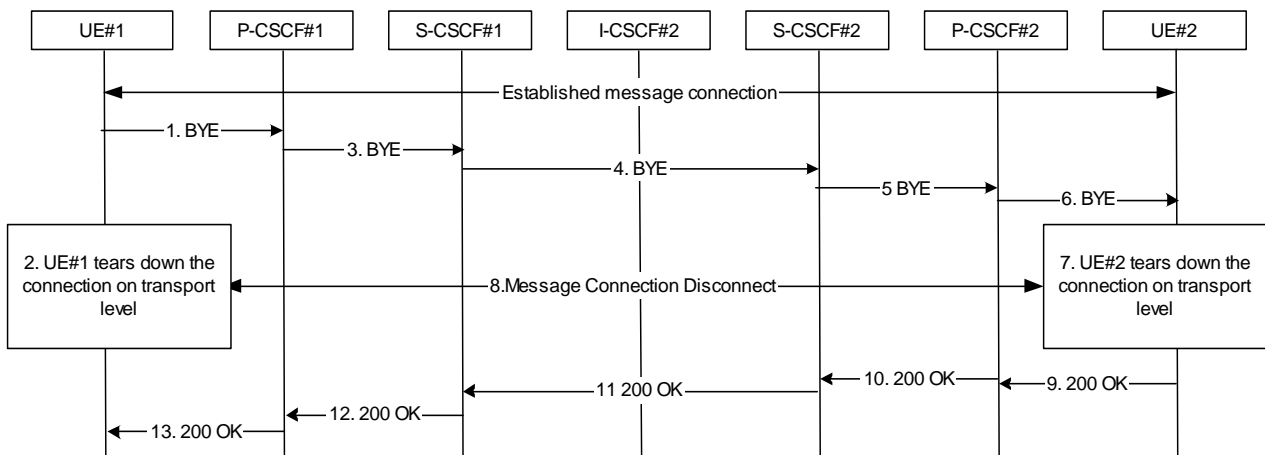 UE#1
P-CSCF#1
S-CSCF#1
I-CSCF#2
S-CSCF#2
P-CSCF#2
UE#2
Established message connection
1. BYE
3. BYE
4. BYE
5 BYE
6. BYE
2. UE#1 tears down the
connection on transport
level
8.Message Connection Disconnect
7. UE#2 tears down the
connection on transport
level
9. 200 OK
10. 200 OK
11 200 OK
12. 200 OK
13. 200 OK